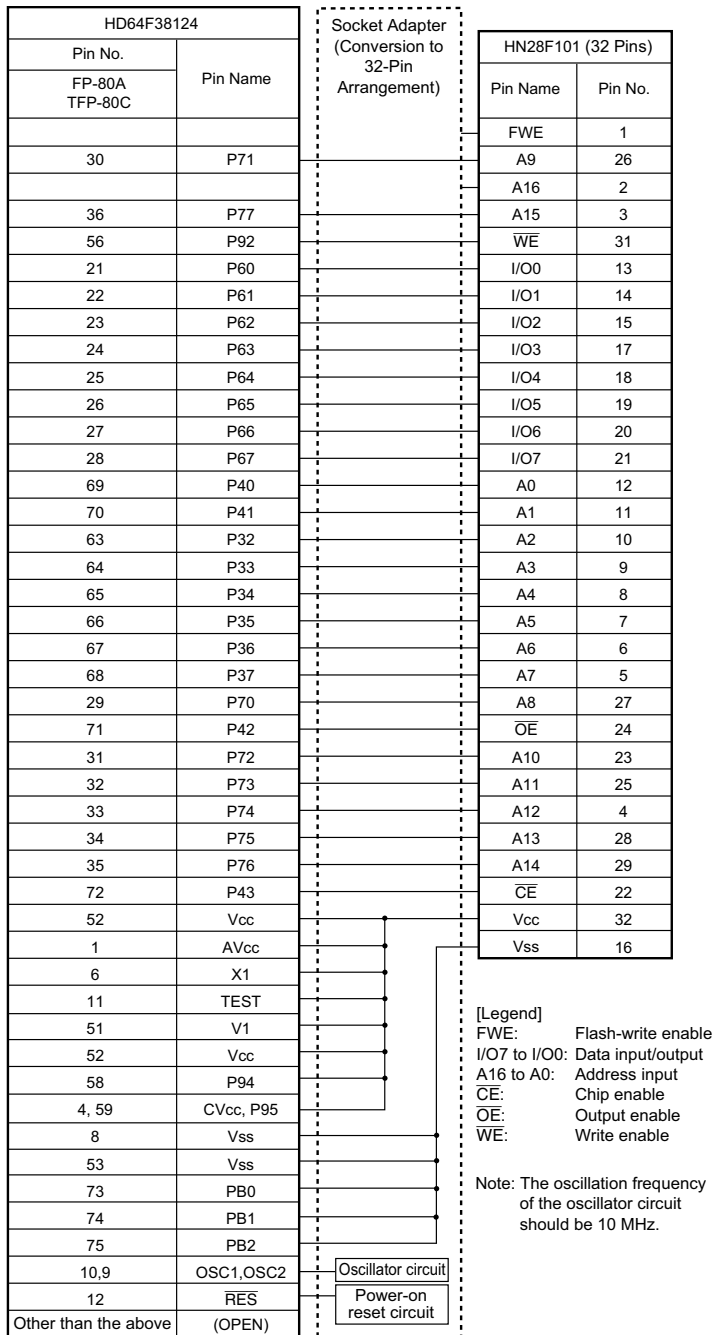 HD64F38124
Pin No.
FP-80A
TFP-80C
Pin Name
Socket Adapter
(Conversion to
32-Pin
Arrangement)
HN28F101 (32 Pins)
Pin Name Pin No.
FWE 1
30 P71 A9 26
A16 2
36 P77 A15 3
56 P92 WE 31
21 P60 I/O0 13
22 P61 I/O1 14
23 P62 I/O2 15
24 P63 I/O3 17
25 P64 I/O4 18
26 P65 I/O5 19
27 P66 I/O6 20
28 P67 I/O7 21
69 P40 A0 12
70 P41 A1 11
63 P32 A2 10
64 P33 A3 9
65 P34 A4 8
66 P35 A5 7
67 P36 A6 6
68 P37 A7 5
29 P70 A8 27
71 P42 OE 24
31 P72 A10 23
32 P73 A11 25
33 P74 A12 4
34 P75 A13 28
35 P76 A14 29
72 P43 CE 22
52 Vcc Vcc 32
1 AVcc Vss 16
6 X1
11 TEST
51 V1
52 Vcc
58 P94
4, 59 CVcc, P95
8 Vss
53 Vss
73 PB0
74 PB1
75 PB2
10,9 OSC1,OSC2 Oscillator circuit
12 RES Power-on
reset circuit
Other than the above (OPEN)
[Legend]
FWE: Flash-write enable
I/O7 to I/O0: Data input/output
A16 to A0: Address input
CE: Chip enable
OE: Output enable
WE: Write enable
Note: The oscillation frequency
of the oscillator circuit
should be 10 MHz.